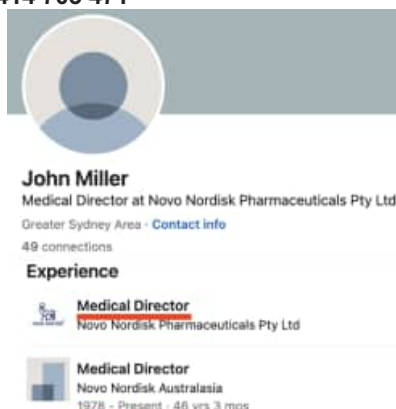 John Miller
Medical Director at Novo Nordisk Pharmaceuticals Pty Ltd
Greater Sydney Area · Contact info
49 connections
Experience
Medical Director
Novo Nordisk Pharmaceuticals Pty Ltd
Medical Director
Novo Nordisk Australasia
1978 - Present · 46 yrs 3 mos